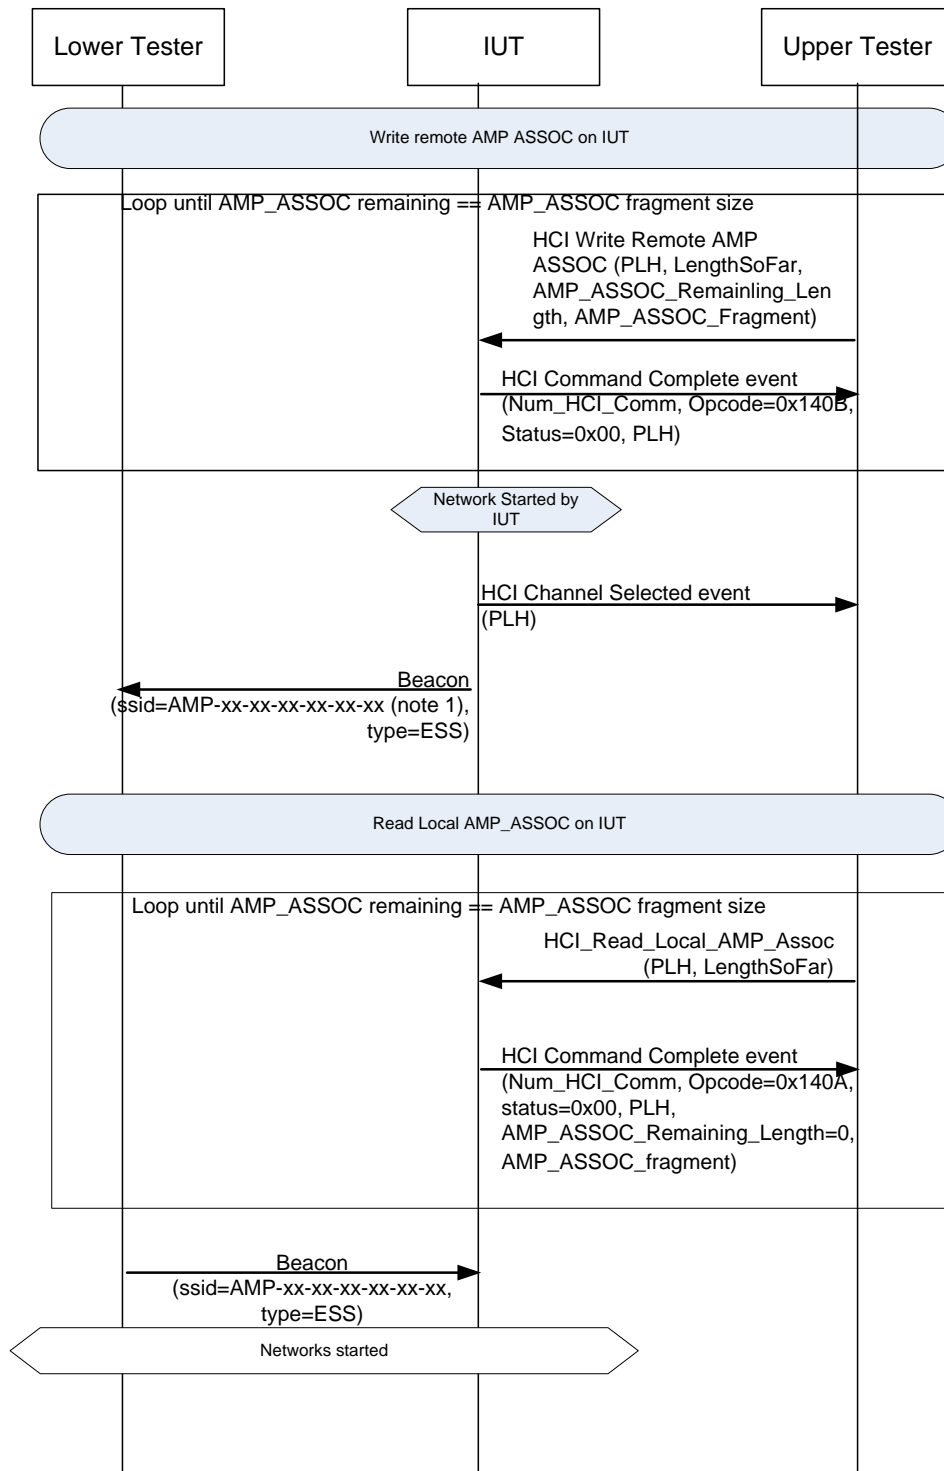 Lower Tester
IUT
Upper Tester
Write remote AMP ASSOC on IUT
Loop until AMP_ASSOC remaining == AMP_ASSOC fragment size
HCI Write Remote AMP
ASSOC (PLH, LengthSoFar,
AMP_ASSOC_Remainling_Len
gth, AMP_ASSOC_Fragment)
HCI Command Complete event
(Num_HCI_Comm, Opcode=0x140B,
Status=0x00, PLH)
Network Started by
IUT
HCI Channel Selected event
(PLH)
Beacon
(ssid=AMP-xx-xx-xx-xx-xx-xx (note 1),
type=ESS)
Read Local AMP_ASSOC on IUT
Loop until AMP_ASSOC remaining == AMP_ASSOC fragment size
HCI_Read_Local_AMP_Assoc
(PLH, LengthSoFar)
HCI Command Complete event
(Num_HCI_Comm, Opcode=0x140A,
status=0x00, PLH,
AMP_ASSOC_Remaining_Length=0,
AMP_ASSOC_fragment)
Beacon
(ssid=AMP-xx-xx-xx-xx-xx-xx,
type=ESS)
Networks started